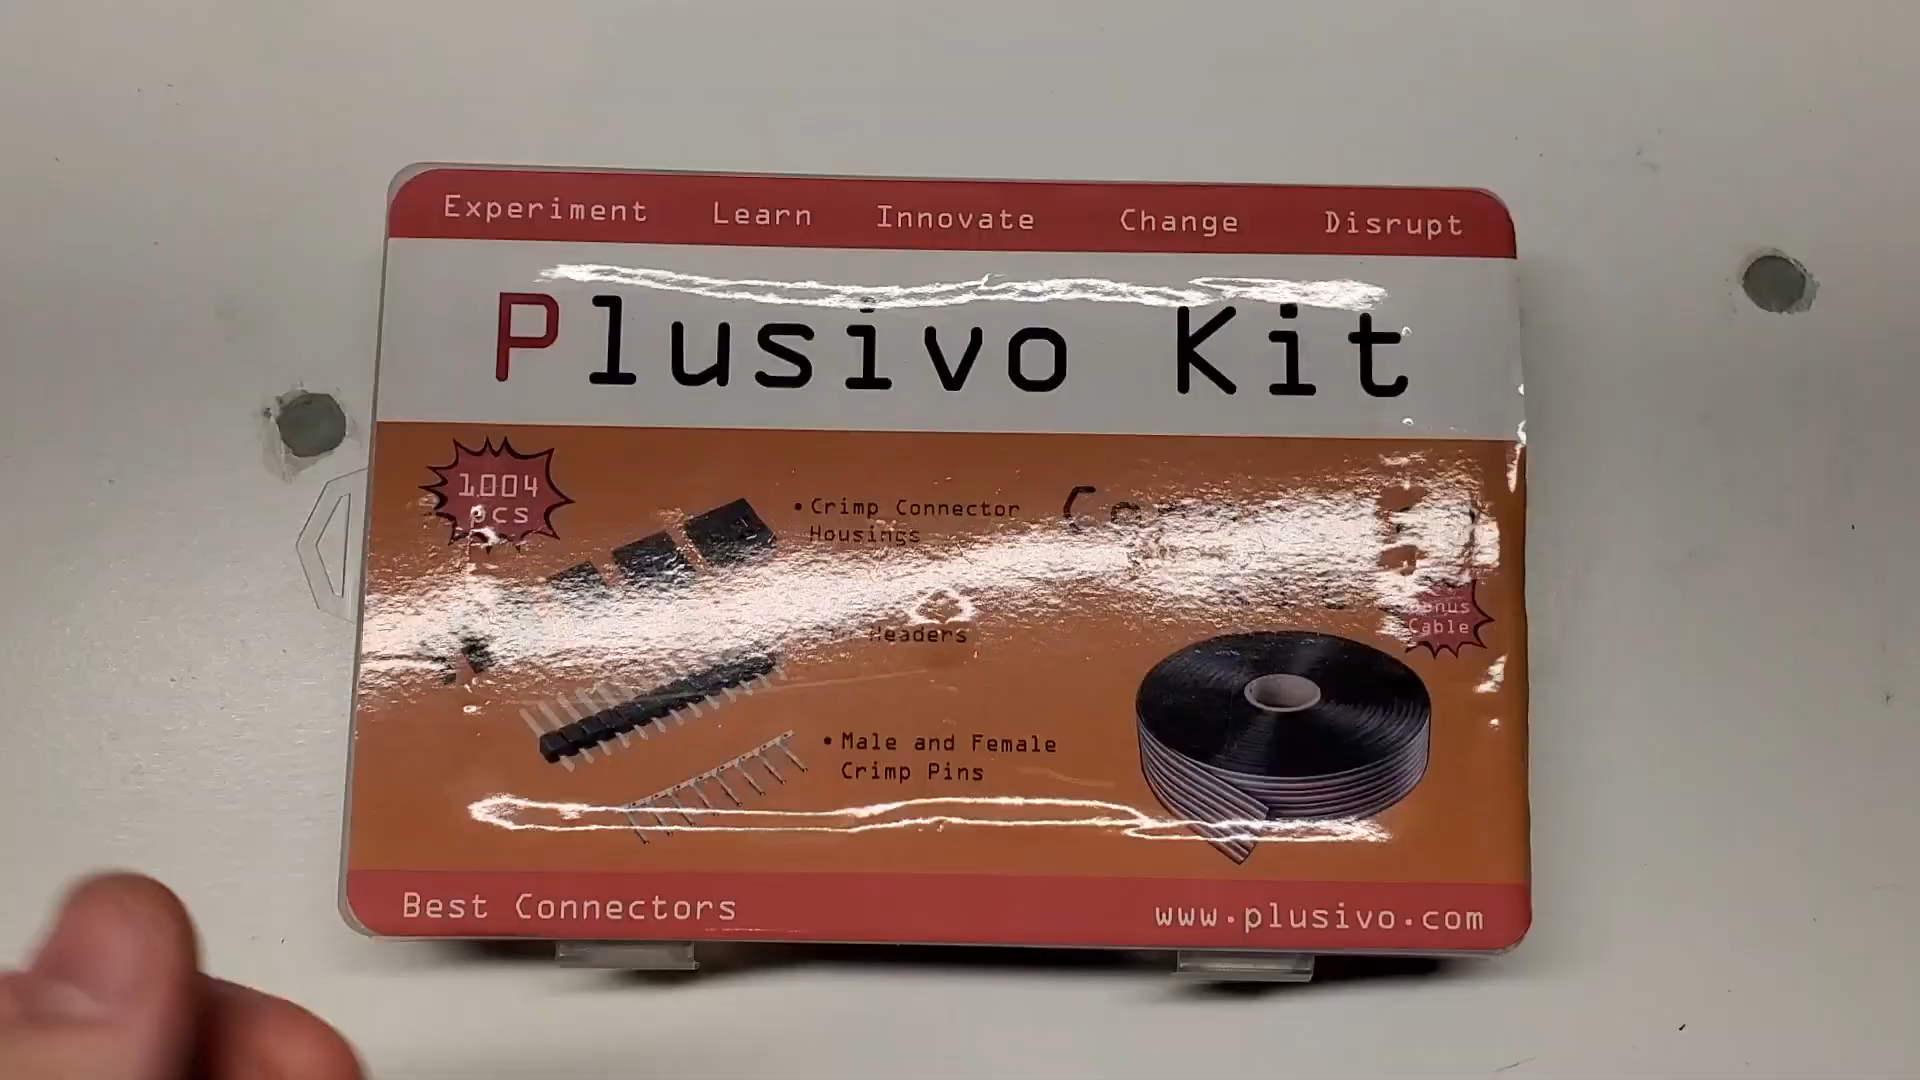 Experiment Learn Innovate Change Disrupt
Plusivo Kit
1004
pcs
• Crimp Connector
Housings
Headers
Bonus
Cable
• Male and Female
Crimp Pins
Best Connectors
www.plusivo.com